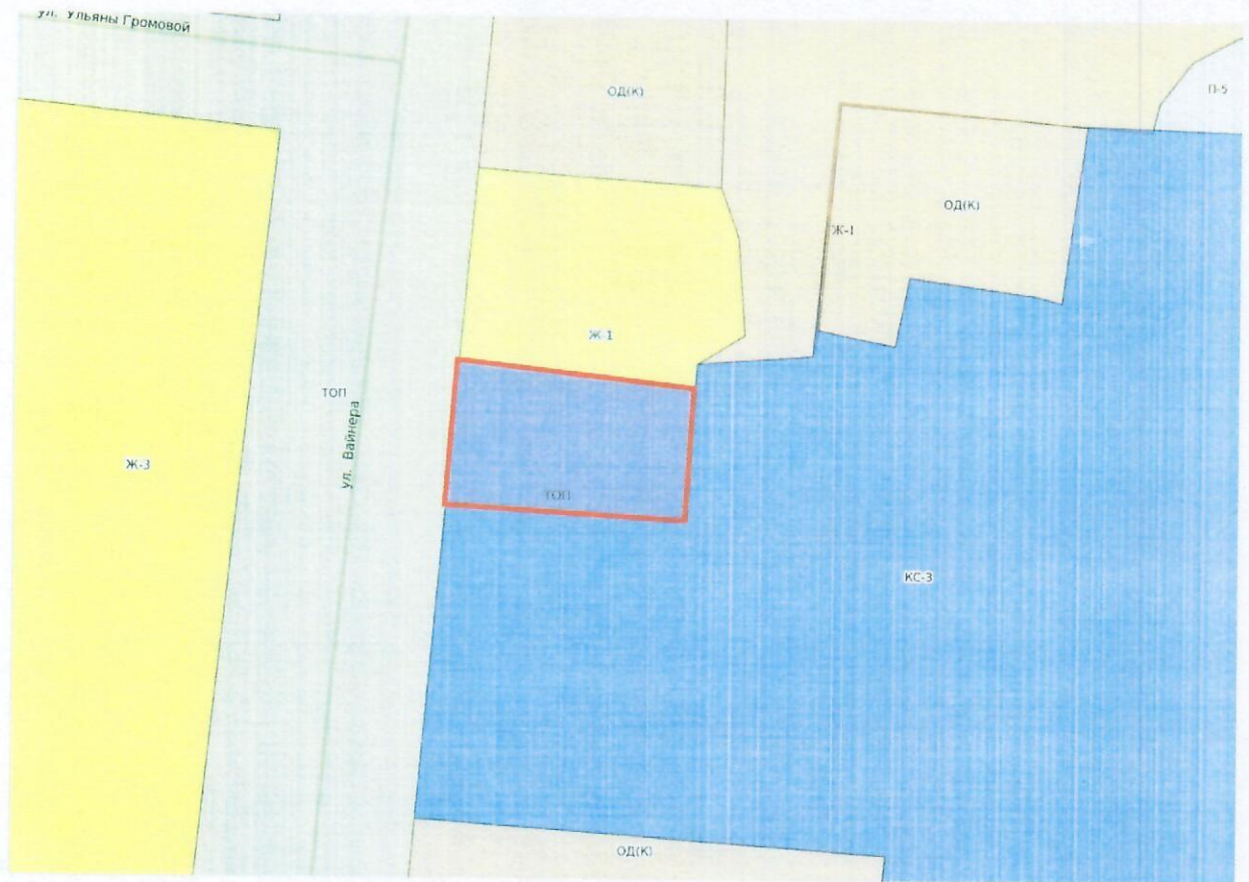 ул. Ульяны Громовой
ОД(К)
П-5
ОД(К)
Ж-1
Ж-1
ТОП
ул. Вайнера
Ж-3
ТОП
КС-3
ОД(К)